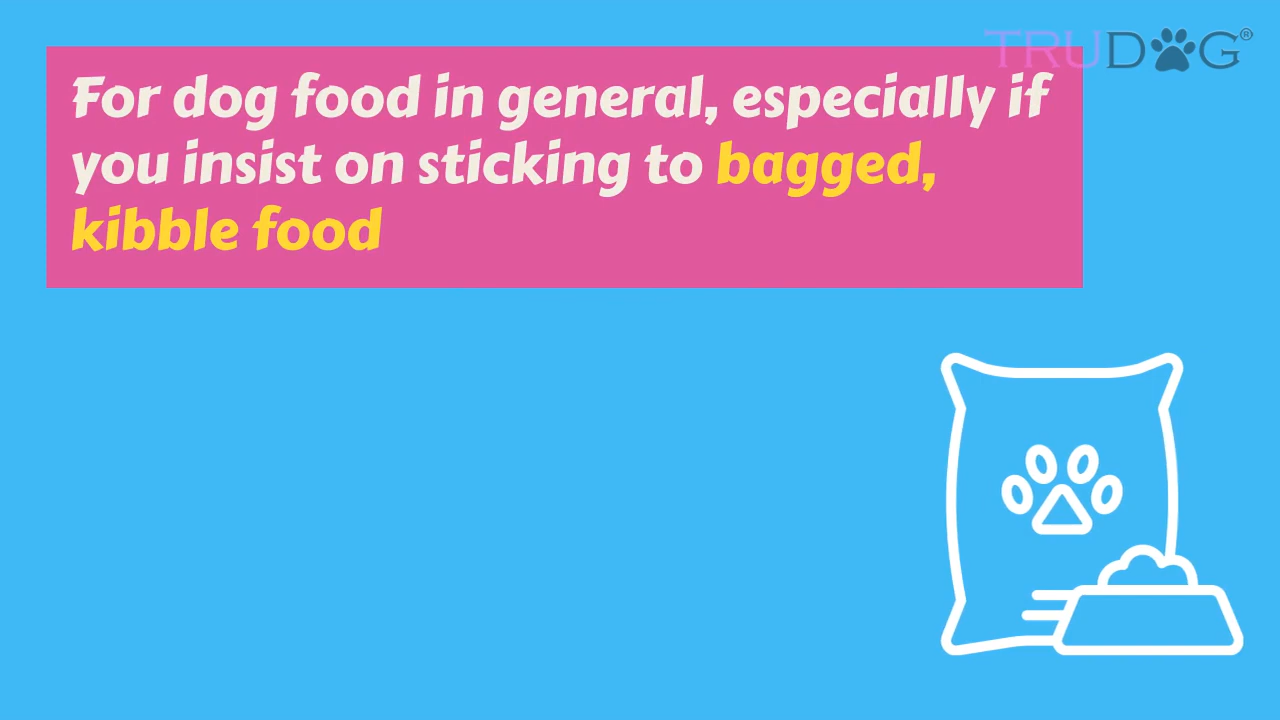 TRUDOG®
For dog food in general, especially if
you insist on sticking to bagged,
kibble food